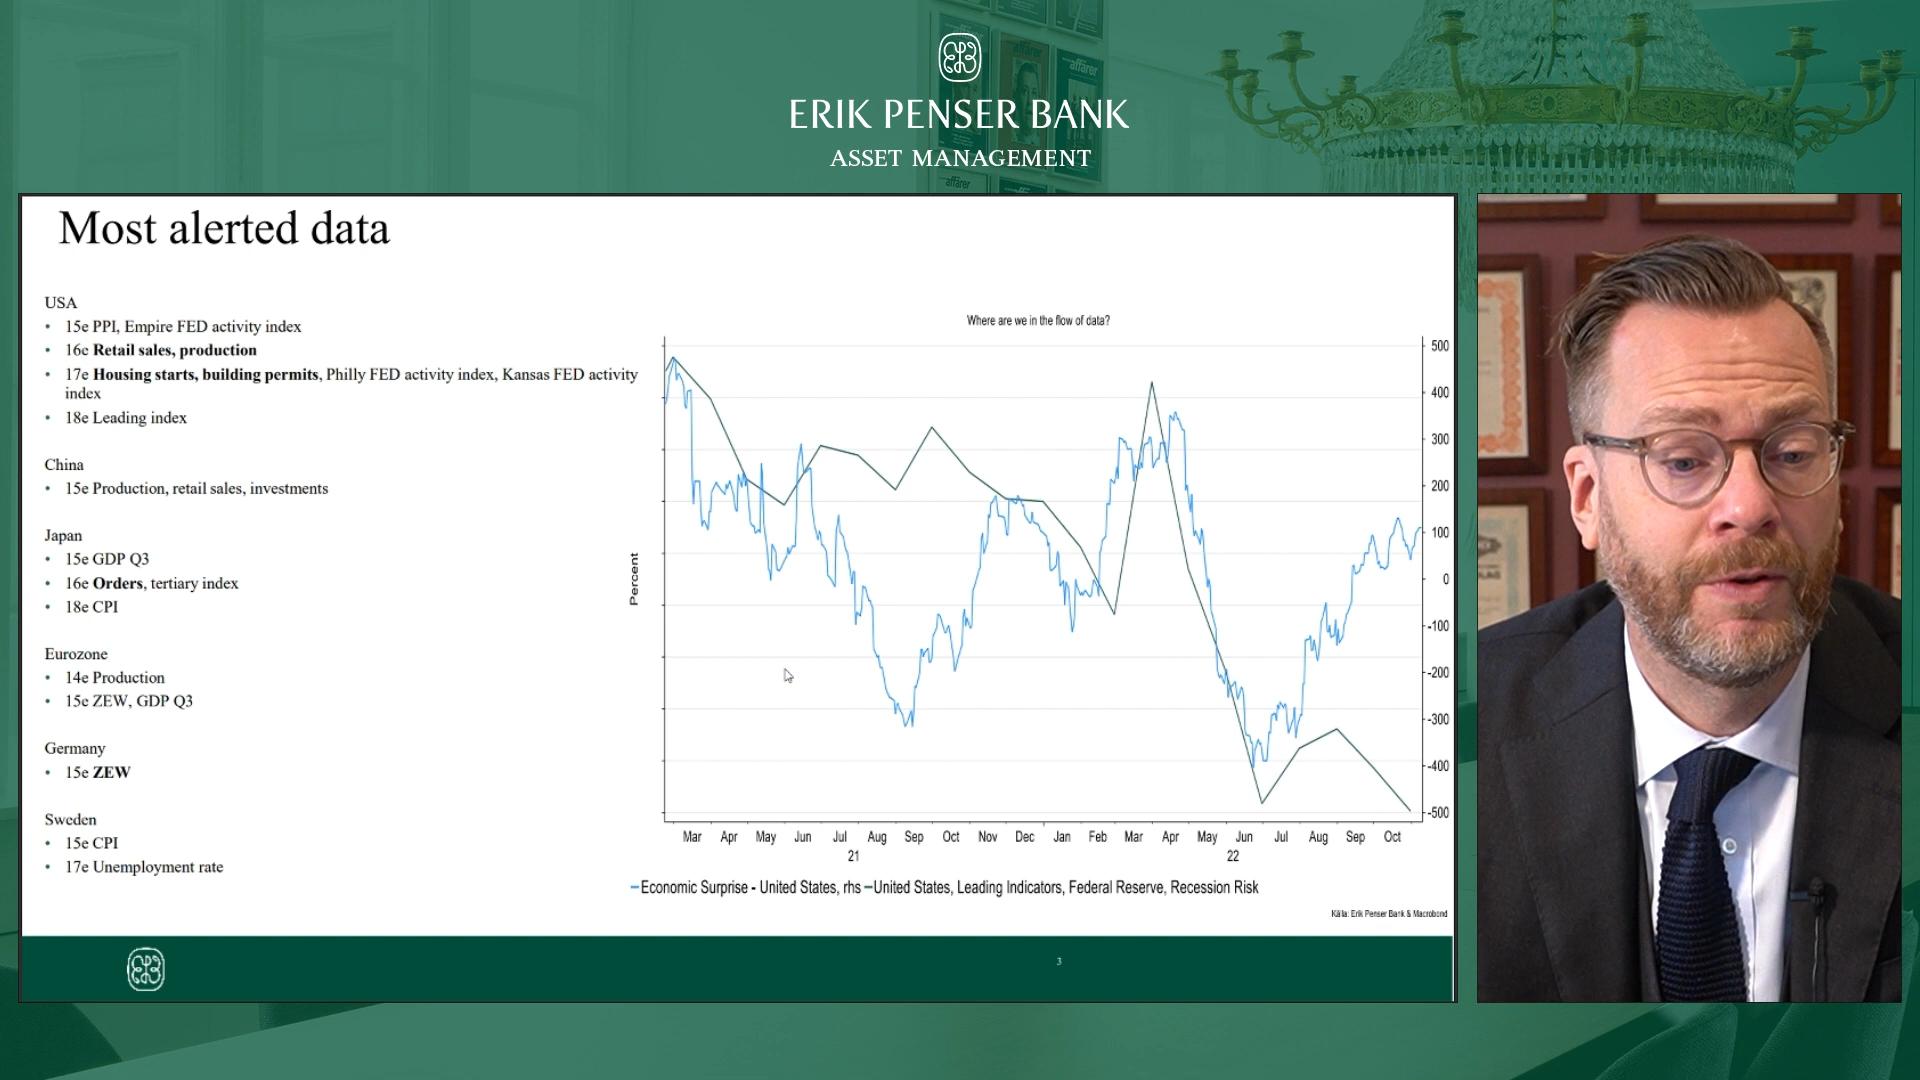 affärer
affärer
ERIK PENSER BANK
ASSET MANAGEMENT
affärer
Most alerted data
USA
• 15e PPI, Empire FED activity index
• 16e Retail sales, production
• 17e Housing starts, building permits, Philly FED activity index, Kansas FED activity
index
• 18e Leading index
China
• 15e Production, retail sales, investments
Japan
• 15e GDP Q3
• 16e Orders, tertiary index
• 18e CPI
Eurozone
• 14e Production
• 15e ZEW, GDP Q3
Germany
• 15e ZEW
Sweden
• 15e CPI
• 17e Unemployment rate
Where are we in the flow of data?
Percent
500
400
300
200
100
0
-100
-200
-300
-400
-500
Mar Apr May Jun Jul Aug Sep Oct Nov Dec Jan Feb Mar Apr May Jun Jul Aug Sep Oct
21 22
Economic Surprise - United States, rhs United States, Leading Indicators, Federal Reserve, Recession Risk
Källa: Erik Penser Bank & Macrobond
3